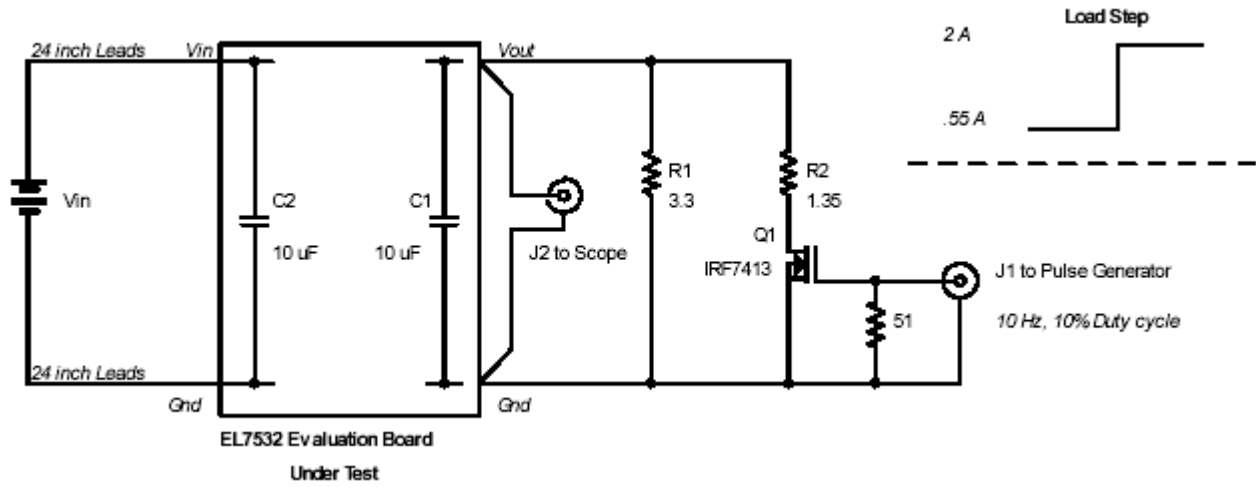 Load Step
2 A
.55 A
24 inch Leads
Vin
Vout
Vin
C2
10 uF
C1
10 uF
J2 to Scope
R1
3.3
R2
1.35
Q1
IRF7413
51
J1 to Pulse Generator
10 Hz, 10% Duty cycle
24 inch Leads
Gnd
Gnd
EL7532 Evaluation Board
Under Test